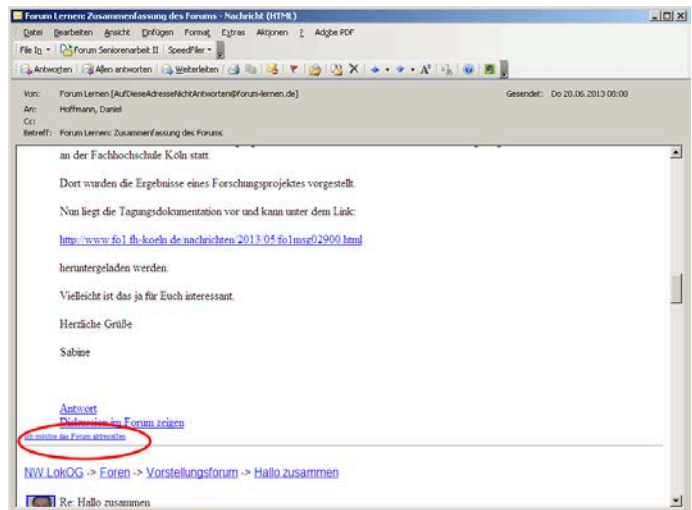 Forum Lernen: Zusammenfassung des Forums - Nachricht (HTML)
Datei Bearbeiten Ansicht Einfügen Format Extras Aktionen ? Adobe PDF
File In Forum Seniorenarbeit II SpeedFiler
Antworten Allen antworten Weiterleiten
Von: Forum Lernen [AufDieseAdresseNichtAntworten@forum-lernen.de] Gesendet: Do 20.06.2013 00:00
An: Hoffmann, Daniel
Cc:
Betreff: Forum Lernen: Zusammenfassung des Forums
an der Fachhochschule Köln statt.
Dort wurden die Ergebnisse eines Forschungsprojektes vorgestellt.
Nun liegt die Tagungsdokumentation vor und kann unter dem Link:
http://www.fo1.fh-koeln.de/nachrichten/2013/05/fo1msg02900.html
heruntergeladen werden.
Vielleicht ist das ja für Euch interessant.
Herzliche Grüße
Sabine
Antwort
Diskussion im Forum zeigen
Ich möchte das Forum abbestellen
NW LokOG -> Foren -> Vorstellungsforum -> Hallo zusammen
Re: Hallo zusammen